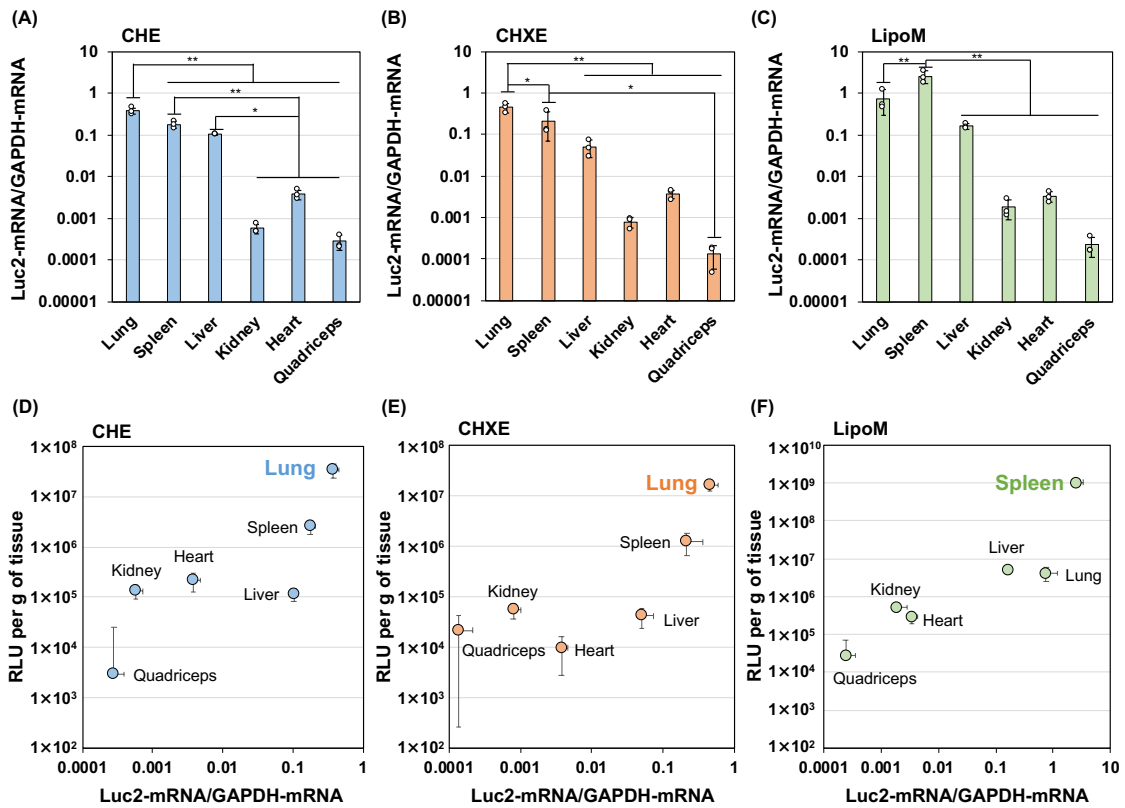 (A)
CHE
Luc2-mRNA/GAPDH-mRNA
10
1
0.1
0.01
0.001
0.0001
0.00001
**
**
*
Lung
Spleen
Liver
Kidney
Heart
Quadriceps
(B)
CHXE
Luc2-mRNA/GAPDH-mRNA
10
1
0.1
0.01
0.001
0.0001
0.00001
**
*
*
Lung
Spleen
Liver
Kidney
Heart
Quadriceps
(C)
LipoM
Luc2-mRNA/GAPDH-mRNA
10
1
0.1
0.01
0.001
0.0001
0.00001
**
**
Lung
Spleen
Liver
Kidney
Heart
Quadriceps
(D)
CHE
RLU per g of tissue
1×10⁸
1×10⁷
1×10⁶
1×10⁵
1×10⁴
1×10³
1×10²
Lung
Spleen
Heart
Kidney
Liver
Quadriceps
0.0001 0.001 0.01 0.1 1
Luc2-mRNA/GAPDH-mRNA
(E)
CHXE
RLU per g of tissue
1×10⁸
1×10⁷
1×10⁶
1×10⁵
1×10⁴
1×10³
1×10²
Lung
Spleen
Kidney
Liver
Quadriceps
Heart
0.0001 0.001 0.01 0.1 1
Luc2-mRNA/GAPDH-mRNA
(F)
LipoM
RLU per g of tissue
1×10¹⁰
1×10⁹
1×10⁸
1×10⁷
1×10⁶
1×10⁵
1×10⁴
1×10³
1×10²
Spleen
Liver
Lung
Kidney
Heart
Quadriceps
0.0001 0.001 0.01 0.1 1 10
Luc2-mRNA/GAPDH-mRNA